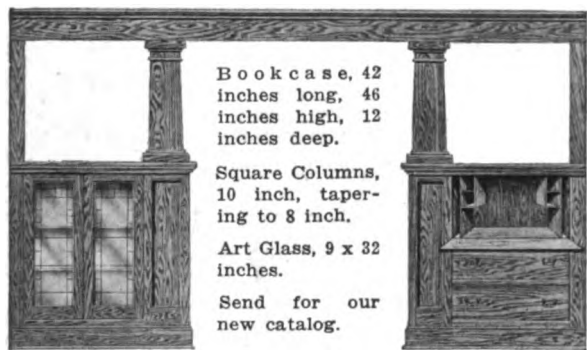 Bookcase, 42
inches long, 46
inches high, 12
inches deep.
Square Columns,
10 inch, taper-
ing to 8 inch.
Art Glass, 9 x 32
inches.
Send for our
new catalog.